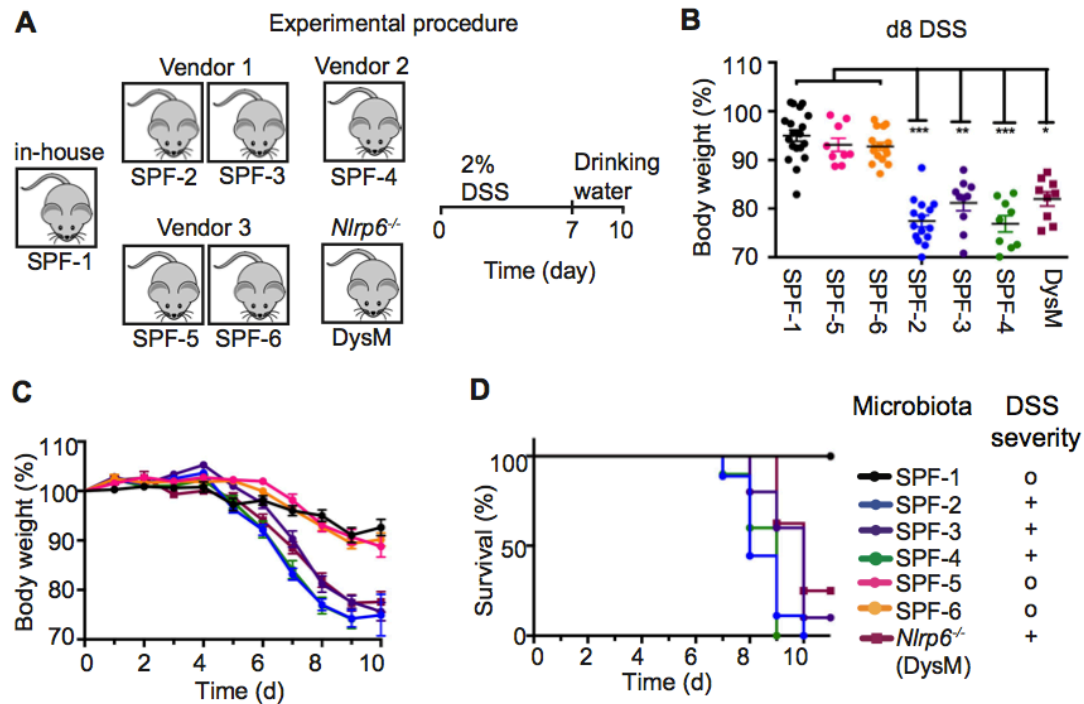 A
Experimental procedure
Vendor 1
Vendor 2
in-house
SPF-2
SPF-3
SPF-4
SPF-1
Vendor 3
Nlrp6-/-
SPF-5
SPF-6
DysM
2%
DSS
Drinking
water
0
7
10
Time (day)
B
d8 DSS
Body weight (%)
110
100
90
80
70
***
**
***
*
SPF-1
SPF-5
SPF-6
SPF-2
SPF-3
SPF-4
DysM
C
Body weight (%)
110
100
90
80
70
0 2 4 6 8 10
Time (d)
D
Survival (%)
100
50
0
0 2 4 6 8 10
Time (d)
Microbiota DSS
severity
SPF-1 o
SPF-2 +
SPF-3 +
SPF-4 +
SPF-5 o
SPF-6 o
Nlrp6-/- +
(DysM)